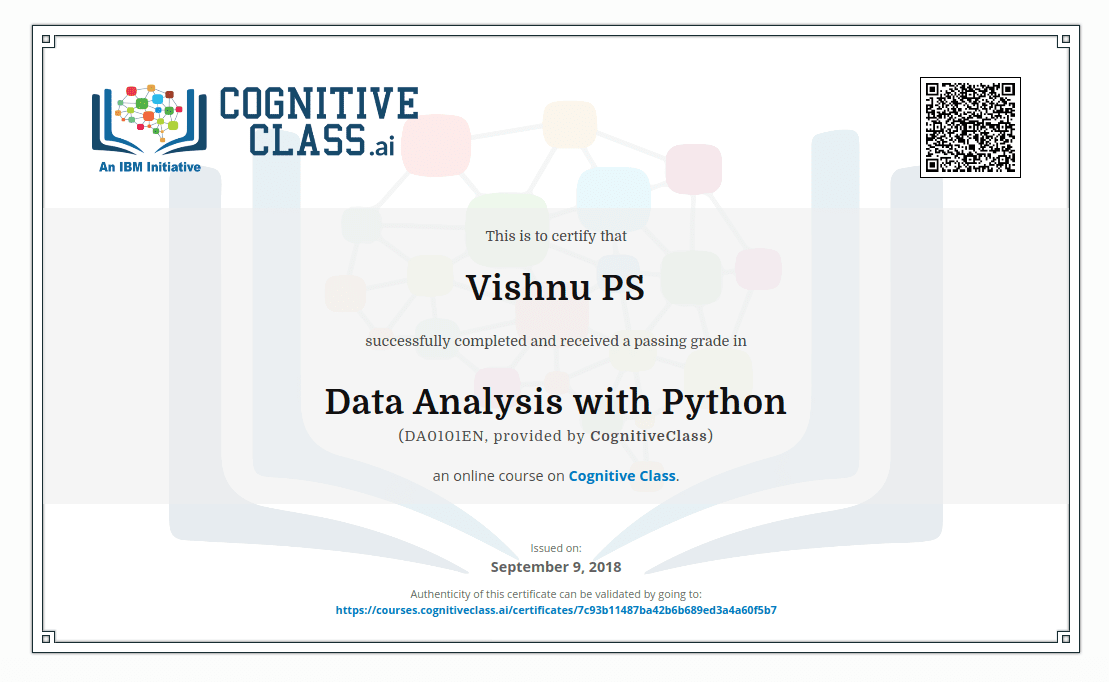 COGNITIVE
CLASS.ai
An IBM Initiative
This is to certify that
Vishnu PS
successfully completed and received a passing grade in
Data Analysis with Python
(DA0101EN, provided by CognitiveClass)
an online course on Cognitive Class.
Issued on:
September 9, 2018
Authenticity of this certificate can be validated by going to:
https://courses.cognitiveclass.ai/certificates/7c93b11487ba42b6b689ed3a4a60f5b7